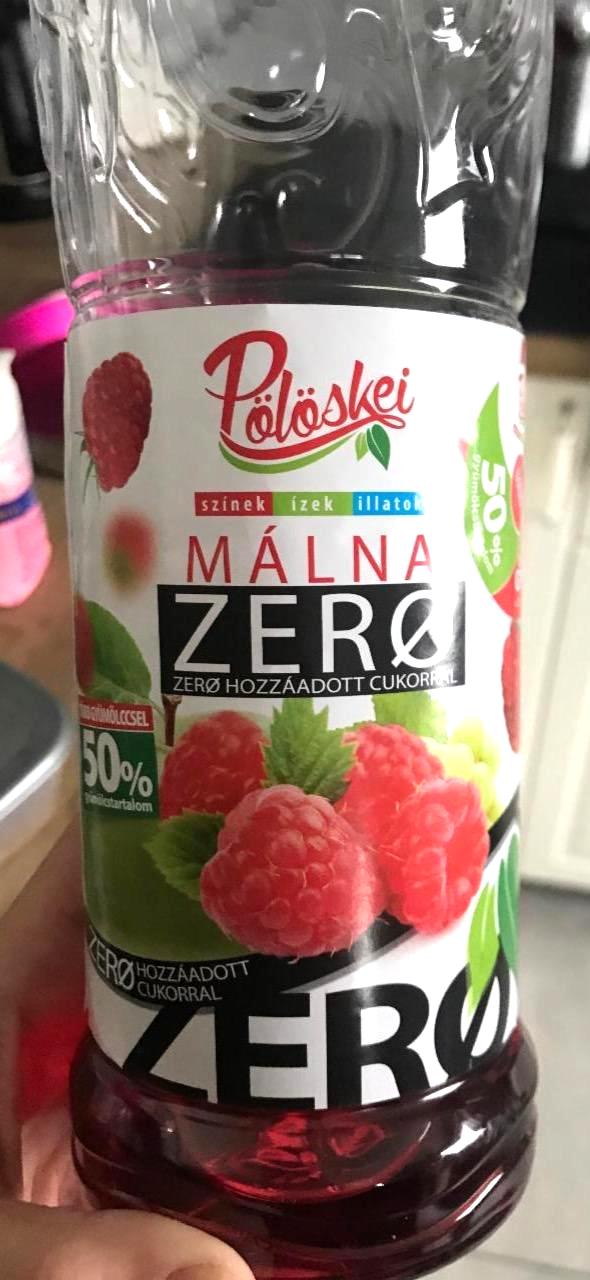 Pölöskei
színek ízek illatok
MÁLNA
ZERØ
ZERØ HOZZÁADOTT CUKORRAL
50%
gyümölcstartalom
50
ZERØ HOZZÁADOTT
CUKORRAL
ZERØ